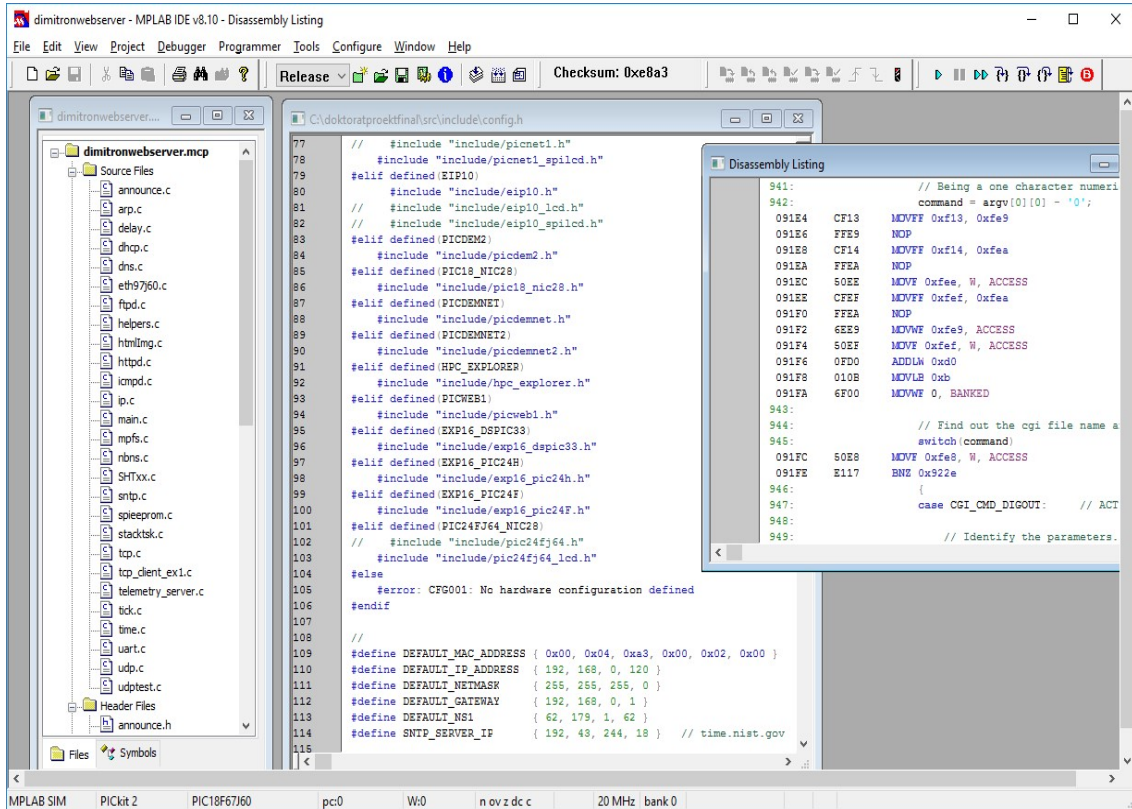 dimitronwebserver - MPLAB IDE v8.10 - Disassembly Listing
File Edit View Project Debugger Programmer Tools Configure Window Help
Release Checksum: 0xe8a3
dimitronwebserver....
dimitronwebserver.mcp
Source Files
announce.c
arp.c
delay.c
dhcp.c
dns.c
eth97j60.c
ftpd.c
helpers.c
htmlImg.c
httpd.c
icmpd.c
ip.c
main.c
mpfs.c
nbns.c
SHTxx.c
sntp.c
spieeprom.c
stacktsk.c
tcp.c
tcp_client_ex1.c
telemetry_server.c
tick.c
time.c
uart.c
udp.c
udptest.c
Header Files
announce.h
Files Symbols
C:\doktoratproektfinal\src\include\config.h
77 // #include "include/picnet1.h"
78 #include "include/picnet1_spilcd.h"
79 #elif defined(EIP10)
80 #include "include/eip10.h"
81 // #include "include/eip10_lcd.h"
82 // #include "include/eip10_spilcd.h"
83 #elif defined(PICDEM2)
84 #include "include/picdem2.h"
85 #elif defined(PIC18_NIC28)
86 #include "include/pic18_nic28.h"
87 #elif defined(PICDEMNET)
88 #include "include/picdemnet.h"
89 #elif defined(PICDEMNET2)
90 #include "include/picdemnet2.h"
91 #elif defined(HPC_EXPLORER)
92 #include "include/hpc_explorer.h"
93 #elif defined(PICWEB1)
94 #include "include/picweb1.h"
95 #elif defined(EXP16_DSPIC33)
96 #include "include/exp16_dspic33.h"
97 #elif defined(EXP16_PIC24H)
98 #include "include/exp16_pic24h.h"
99 #elif defined(EXP16_PIC24F)
100 #include "include/exp16_pic24F.h"
101 #elif defined(PIC24FJ64_NIC28)
102 // #include "include/pic24fj64.h"
103 #include "include/pic24fj64_lcd.h"
104 #else
105 #error: CFG001: No hardware configuration defined
106 #endif
107
108 //
109 #define DEFAULT_MAC_ADDRESS { 0x00, 0x04, 0xa3, 0x00, 0x02, 0x00 }
110 #define DEFAULT_IP_ADDRESS { 192, 168, 0, 120 }
111 #define DEFAULT_NETMASK { 255, 255, 255, 0 }
112 #define DEFAULT_GATEWAY { 192, 168, 0, 1 }
113 #define DEFAULT_NS1 { 62, 179, 1, 62 }
114 #define SNTP_SERVER_IP { 192, 43, 244, 18 } // time.nist.gov
115
Disassembly Listing
941: // Being a one character numeri
942: command = argv[0][0] - '0';
091E4 CF13 MOVFF 0xf13, 0xfe9
091E6 FFE9 NOP
091E8 CF14 MOVFF 0xf14, 0xfea
091EA FFEA NOP
091EC 50EE MOVF 0xfee, W, ACCESS
091EE CFEF MOVFF 0xfef, 0xfea
091F0 FFEA NOP
091F2 6EE9 MOVWF 0xfe9, ACCESS
091F4 50EF MOVF 0xfef, W, ACCESS
091F6 0FD0 ADDLW 0xd0
091F8 010B MOVLB 0xb
091FA 6F00 MOVWF 0, BANKED
943:
944: // Find out the cgi file name a
945: switch(command)
091FC 50E8 MOVF 0xfe8, W, ACCESS
091FE E117 BNZ 0x922e
946: {
947: case CGI_CMD_DIGOUT: // ACT
948:
949: // Identify the parameters.
MPLAB SIM PICkit 2 PIC18F67J60 pc:0 W:0 n ov z dc c 20 MHz bank 0